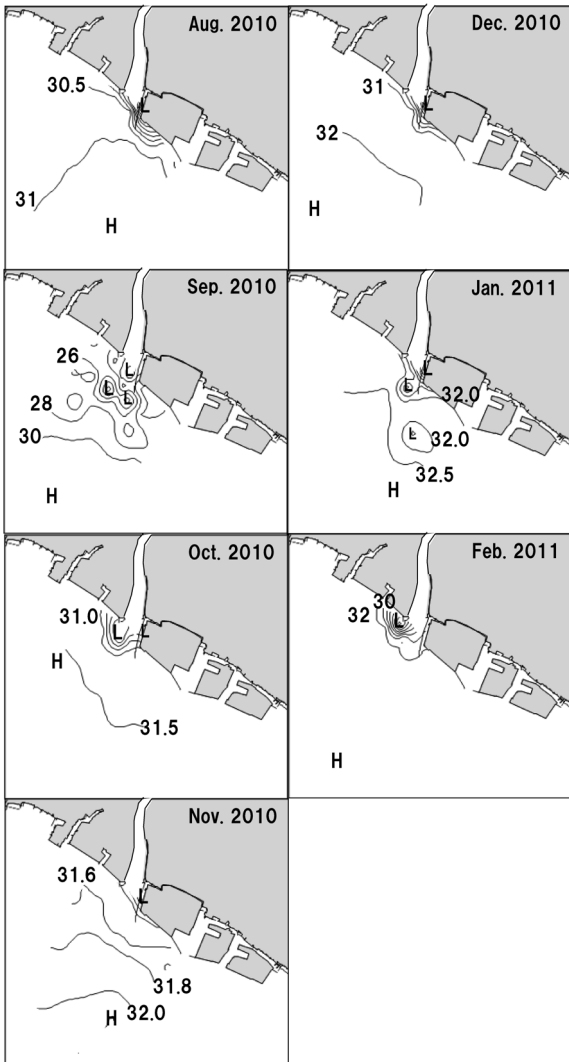 Aug. 2010
30.5
L
31
H
Dec. 2010
31
L
32
H
Sep. 2010
26
L
L
L
28
30
H
Jan. 2011
L
L
32.0
L
32.0
32.5
H
Oct. 2010
31.0
L
L
H
31.5
Feb. 2011
30
32
L
H
Nov. 2010
31.6
L
31.8
32.0
H